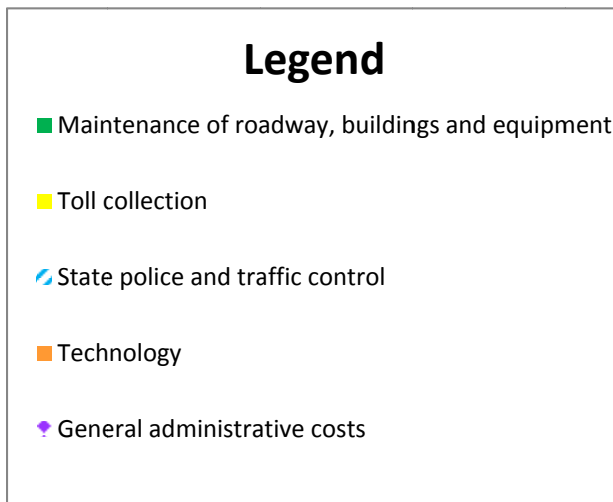 Legend
Maintenance of roadway, buildings and equipment
Toll collection
State police and traffic control
Technology
General administrative costs